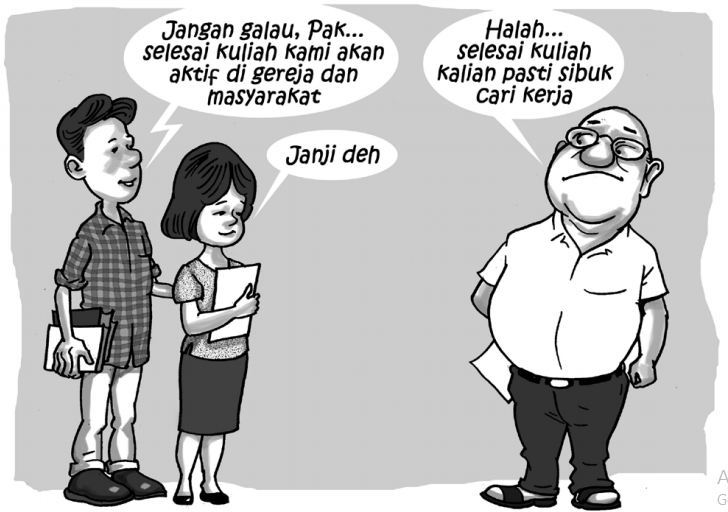 Jangan galau, Pak...
selesai kuliah kami akan
aktif di gereja dan
masyarakat
Janji deh
Halah...
selesai kuliah
kalian pasti sibuk
cari kerja
A
G